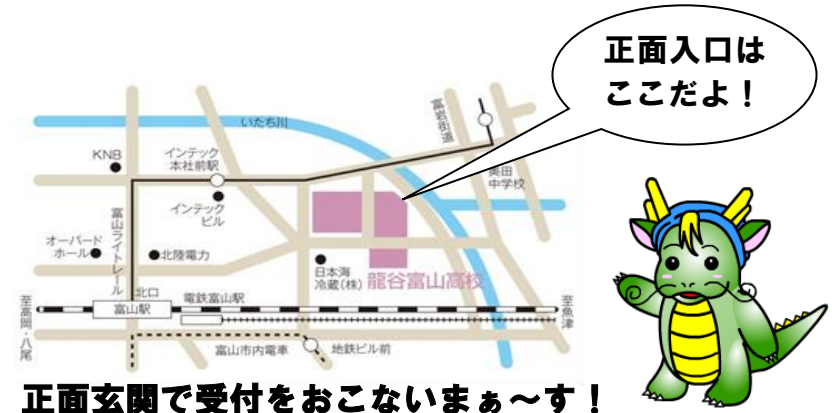 正面入口は
ここだよ！
いたち川
富岩街道
KNB
インテック
本社前駅
奥田
中学校
インテック
ビル
富山ライトレール
オーバード
ホール
北陸電力
日本海
冷蔵(株)
龍谷富山高校
北口
電鉄富山駅
富山駅
至高岡・八尾
至魚津
富山市内電車
地鉄ビル前
正面玄関で受付をおこないまぁ～す！